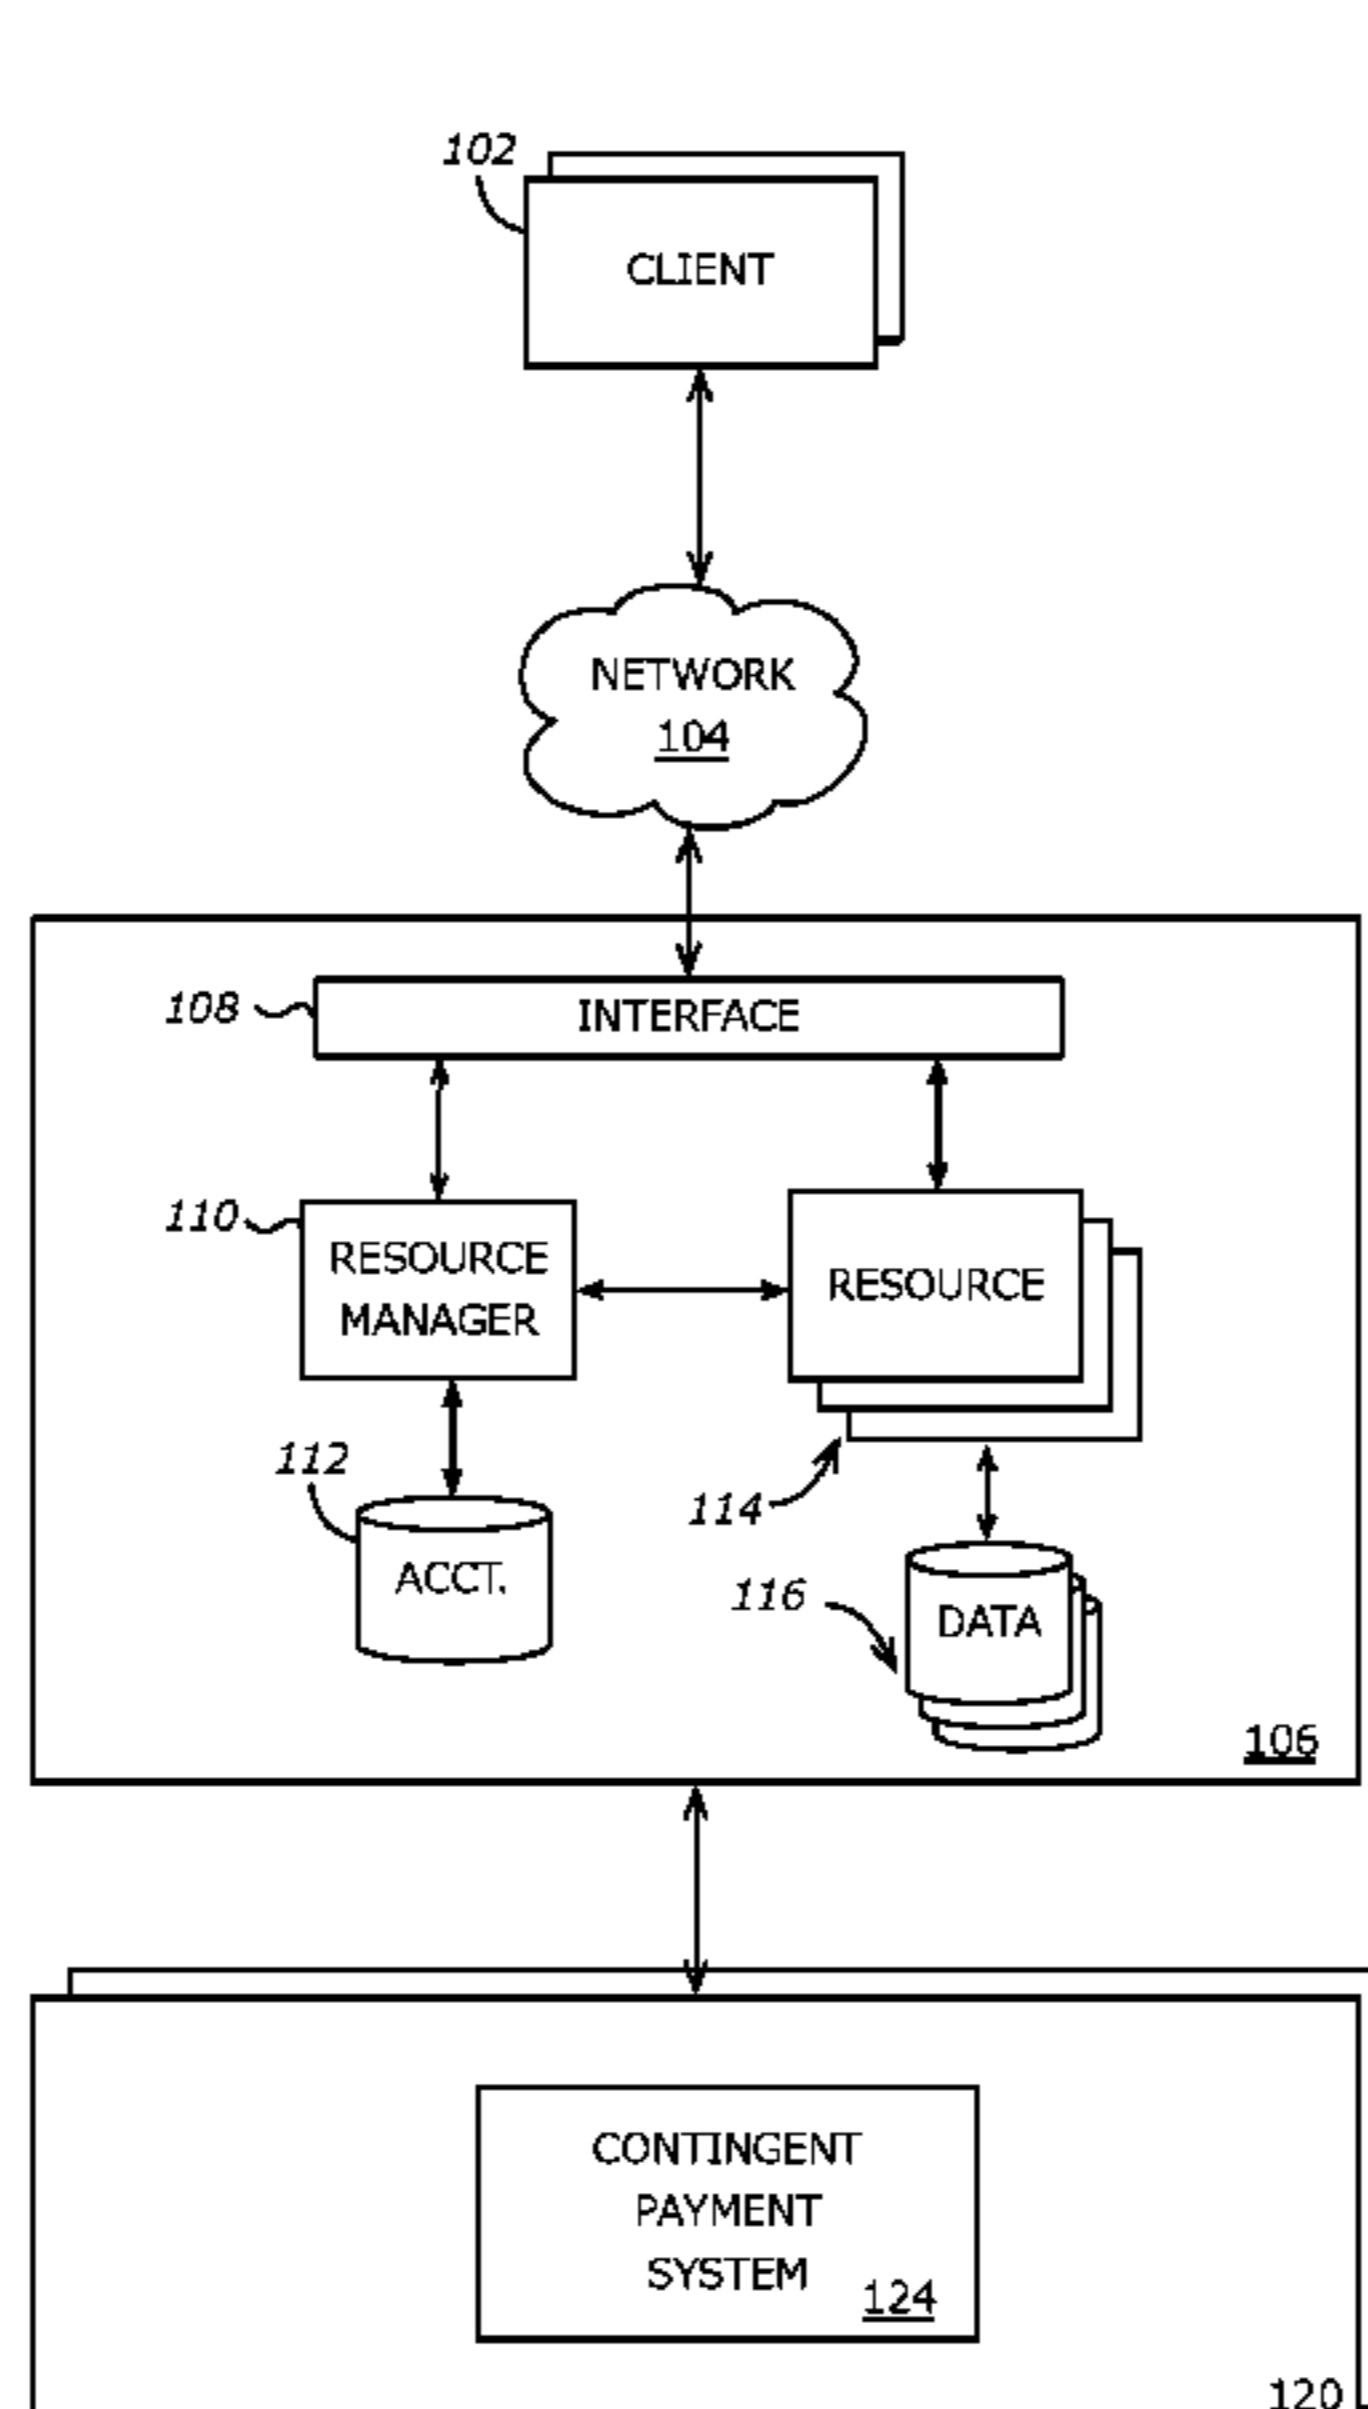 102
CLIENT
NETWORK
104
108
INTERFACE
110
RESOURCE
MANAGER
RESOURCE
112
114
ACCT.
116
DATA
106
CONTINGENT
PAYMENT
SYSTEM
124
120